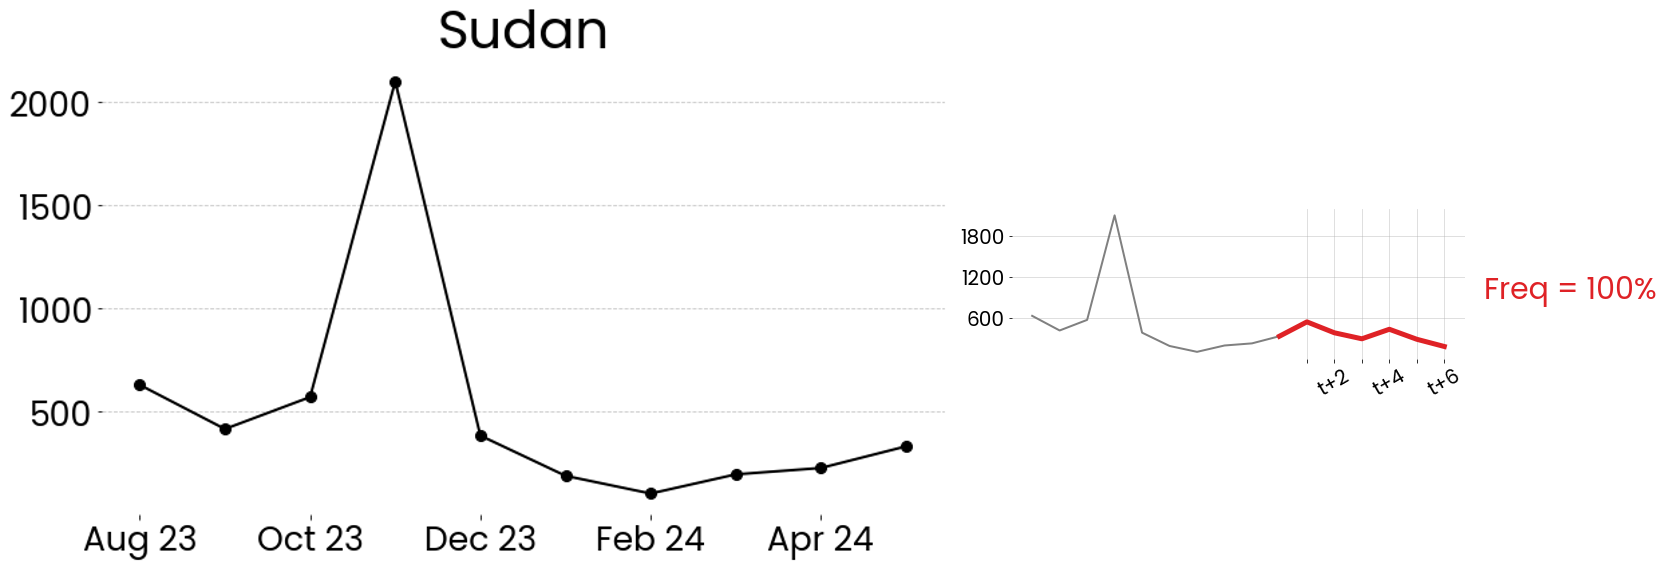 Sudan
2000
1500
1000
500
Aug 23
Oct 23
Dec 23
Feb 24
Apr 24
1800
1200
600
t+2
t+4
t+6
Freq = 100%